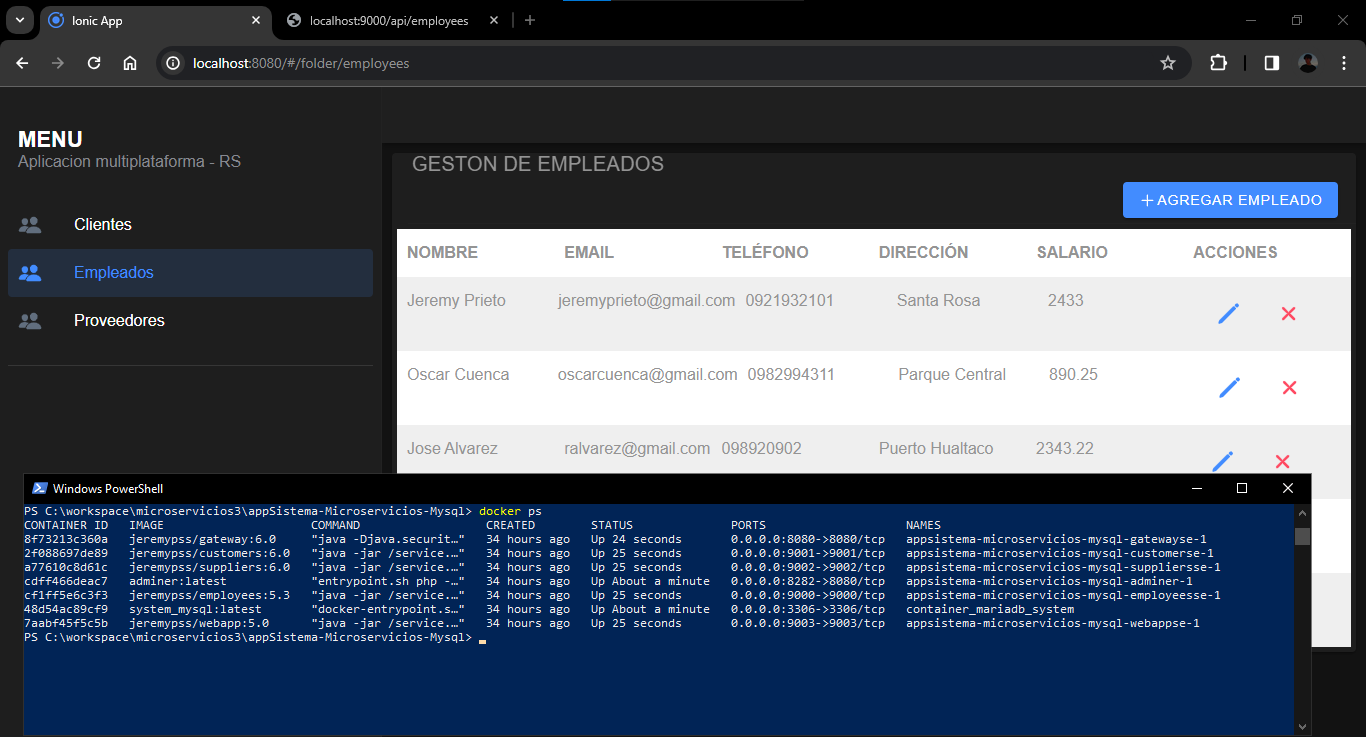 Ionic App
localhost:9000/api/employees
localhost:8080/#/folder/employees
MENU
Aplicacion multiplataforma - RS
Clientes
Empleados
Proveedores
GESTON DE EMPLEADOS
AGREGAR EMPLEADO
NOMBRE EMAIL TELÉFONO DIRECCIÓN SALARIO ACCIONES
Jeremy Prieto jeremyprieto@gmail.com 0921932101 Santa Rosa 2433
Oscar Cuenca oscarcuenca@gmail.com 0982994311 Parque Central 890.25
Jose Alvarez ralvarez@gmail.com 098920902 Puerto Hualtaco 2343.22
Windows PowerShell
PS C:\workspace\microservicios3\appSistema-Microservicios-Mysql> docker ps
CONTAINER ID IMAGE COMMAND CREATED STATUS PORTS NAMES
8f73213c360a jeremypss/gateway:6.0 "java -Djava.securit…" 34 hours ago Up 24 seconds 0.0.0.0:8080->8080/tcp appsistema-microservicios-mysql-gatewayse-1
2f088697de89 jeremypss/customers:6.0 "java -jar /service.…" 34 hours ago Up 25 seconds 0.0.0.0:9001->9001/tcp appsistema-microservicios-mysql-customerse-1
a77610c8d61c jeremypss/suppliers:6.0 "java -jar /service.…" 34 hours ago Up 25 seconds 0.0.0.0:9002->9002/tcp appsistema-microservicios-mysql-suppliersse-1
cdff466deac7 adminer:latest "entrypoint.sh php -…" 34 hours ago Up About a minute 0.0.0.0:8282->8080/tcp appsistema-microservicios-mysql-adminer-1
cf1ff5e6c3f3 jeremypss/employees:5.3 "java -jar /service.…" 34 hours ago Up 25 seconds 0.0.0.0:9000->9000/tcp appsistema-microservicios-mysql-employeesse-1
48d54ac89cf9 system_mysql:latest "docker-entrypoint.s…" 34 hours ago Up About a minute 0.0.0.0:3306->3306/tcp container_mariadb_system
7aabf45f5c5b jeremypss/webapp:5.0 "java -jar /service.…" 34 hours ago Up 25 seconds 0.0.0.0:9003->9003/tcp appsistema-microservicios-mysql-webappse-1
PS C:\workspace\microservicios3\appSistema-Microservicios-Mysql>